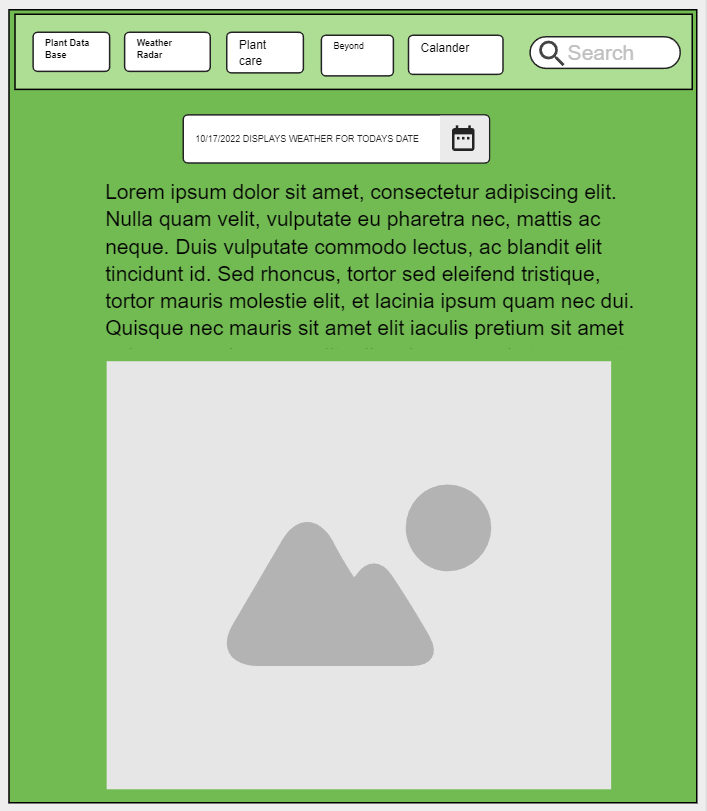 Plant Data
Base
Weather
Radar
Plant
care
Beyond
Calander
Search
10/17/2022 DISPLAYS WEATHER FOR TODAYS DATE
Lorem ipsum dolor sit amet, consectetur adipiscing elit.
Nulla quam velit, vulputate eu pharetra nec, mattis ac
neque. Duis vulputate commodo lectus, ac blandit elit
tincidunt id. Sed rhoncus, tortor sed eleifend tristique,
tortor mauris molestie elit, et lacinia ipsum quam nec dui.
Quisque nec mauris sit amet elit iaculis pretium sit amet